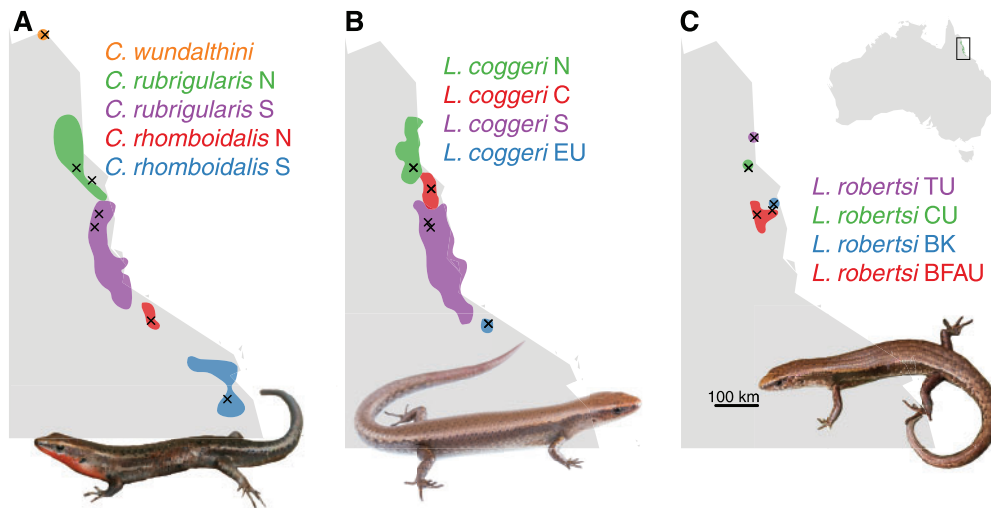 A
C. wundalthini
C. rubrigularis N
C. rubrigularis S
C. rhomboidalis N
C. rhomboidalis S
B
L. coggeri N
L. coggeri C
L. coggeri S
L. coggeri EU
C
L. robertsi TU
L. robertsi CU
L. robertsi BK
L. robertsi BFAU
100 km